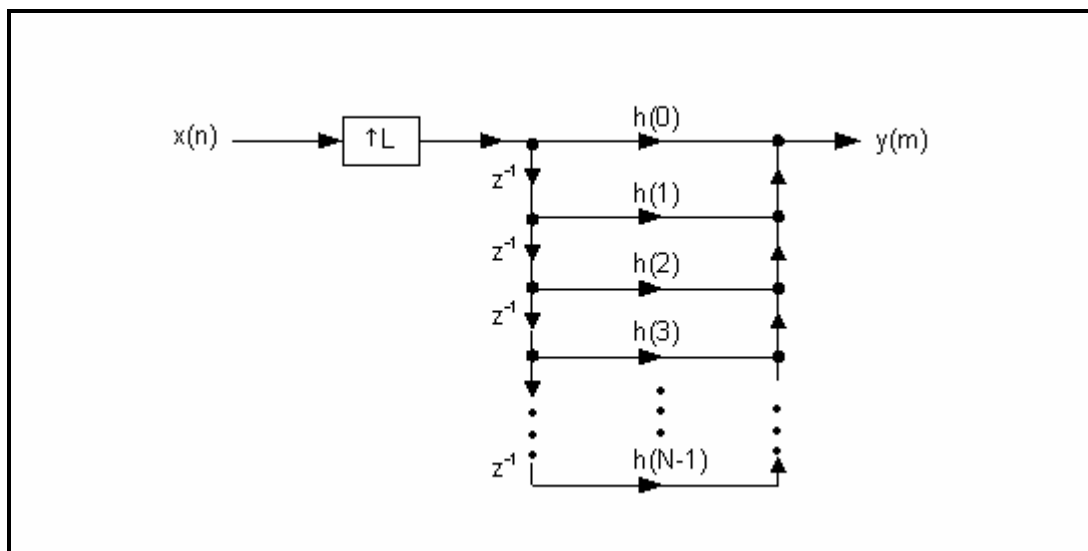 h(0)
x(n) ↑L y(m)
z⁻¹
h(1)
z⁻¹
h(2)
z⁻¹
h(3)
z⁻¹ h(N-1)